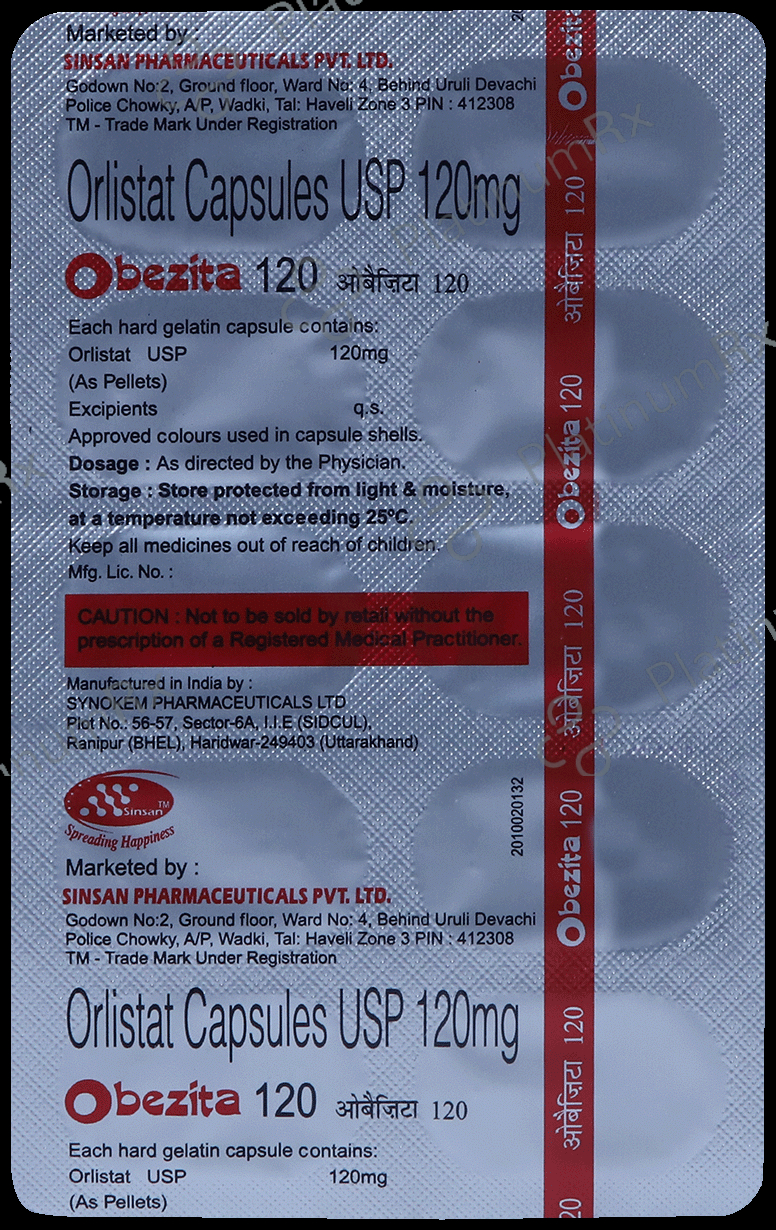 Marketed by :
SINSAN PHARMACEUTICALS PVT. LTD.
Godown No:2, Ground floor, Ward No: 4, Behind Uruli Devachi
Police Chowky, A/P, Wadki, Tal: Haveli Zone 3 PIN : 412308
TM - Trade Mark Under Registration
Orlistat Capsules USP 120mg
Obezita 120 ओबैज़िटा 120
Each hard gelatin capsule contains:
Orlistat USP 120mg
(As Pellets)
Excipients q.s.
Approved colours used in capsule shells.
Dosage : As directed by the Physician.
Storage : Store protected from light & moisture,
at a temperature not exceeding 25°C.
Keep all medicines out of reach of children.
Mfg. Lic. No. :
CAUTION : Not to be sold by retail without the
prescription of a Registered Medical Practitioner.
Manufactured in India by :
SYNOKEM PHARMACEUTICALS LTD
Plot No.: 56-57, Sector-6A, I.I.E (SIDCUL),
Ranipur (BHEL), Haridwar-249403 (Uttarakhand)
Sinsan TM
Spreading Happiness
2010020132
Marketed by :
SINSAN PHARMACEUTICALS PVT. LTD.
Godown No:2, Ground floor, Ward No: 4, Behind Uruli Devachi
Police Chowky, A/P, Wadki, Tal: Haveli Zone 3 PIN : 412308
TM - Trade Mark Under Registration
Orlistat Capsules USP 120mg
Obezita 120 ओबैज़िटा 120
Each hard gelatin capsule contains:
Orlistat USP 120mg
(As Pellets)
Obezita
ओबैज़िटा 120
Obezita 120
ओबैज़िटा 120
Obezita 120
ओबैज़िटा 120
20
PlatinumRx
PlatinumRx
PlatinumRx